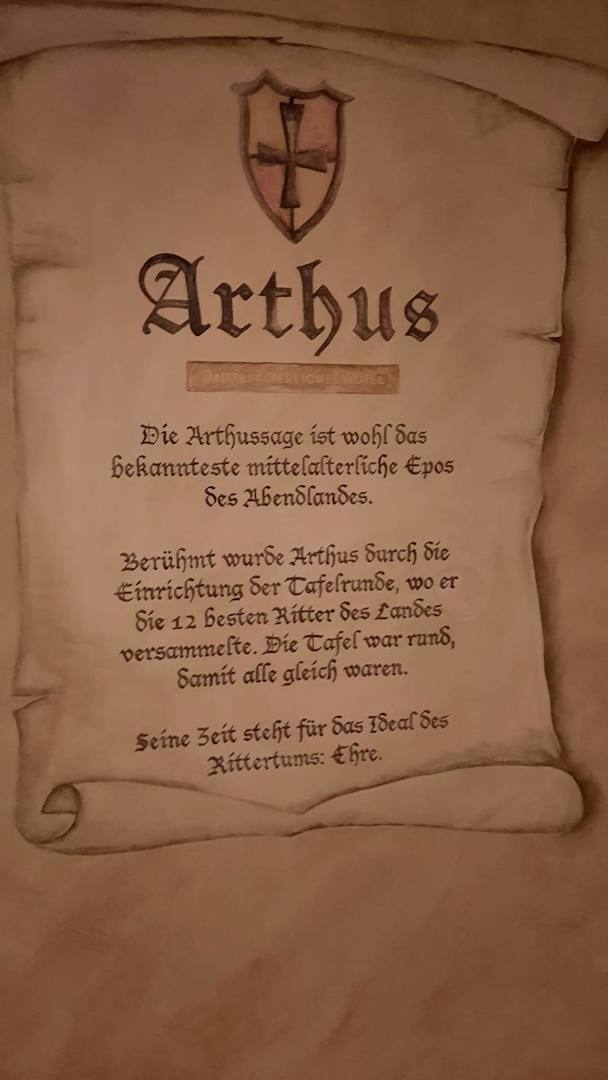 Arthus
MITTELALTERLICHES HOTEL
Die Arthussage ist wohl das
bekannteste mittelalterliche Epos
des Abendlandes.
Berühmt wurde Arthus durch die
Einrichtung der Tafelrunde, wo er
die 12 besten Ritter des Landes
versammelte. Die Tafel war rund,
damit alle gleich waren.
Seine Zeit steht für das Ideal des
Rittertums: Ehre.